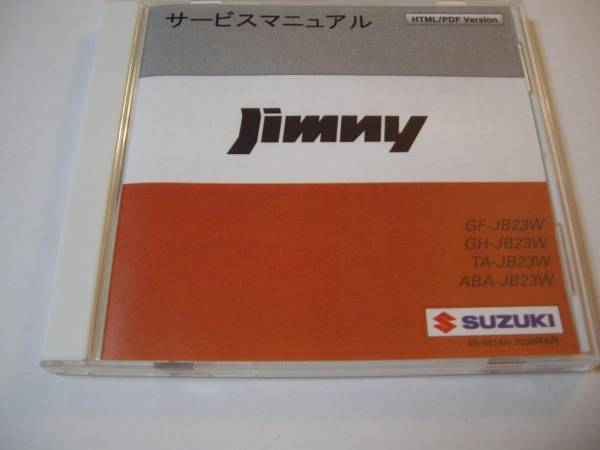 サービスマニュアル
HTML/PDF Version
Jimny
GF-JB23W
GH-JB23W
TA-JB23W
ABA-JB23W
SUZUKI